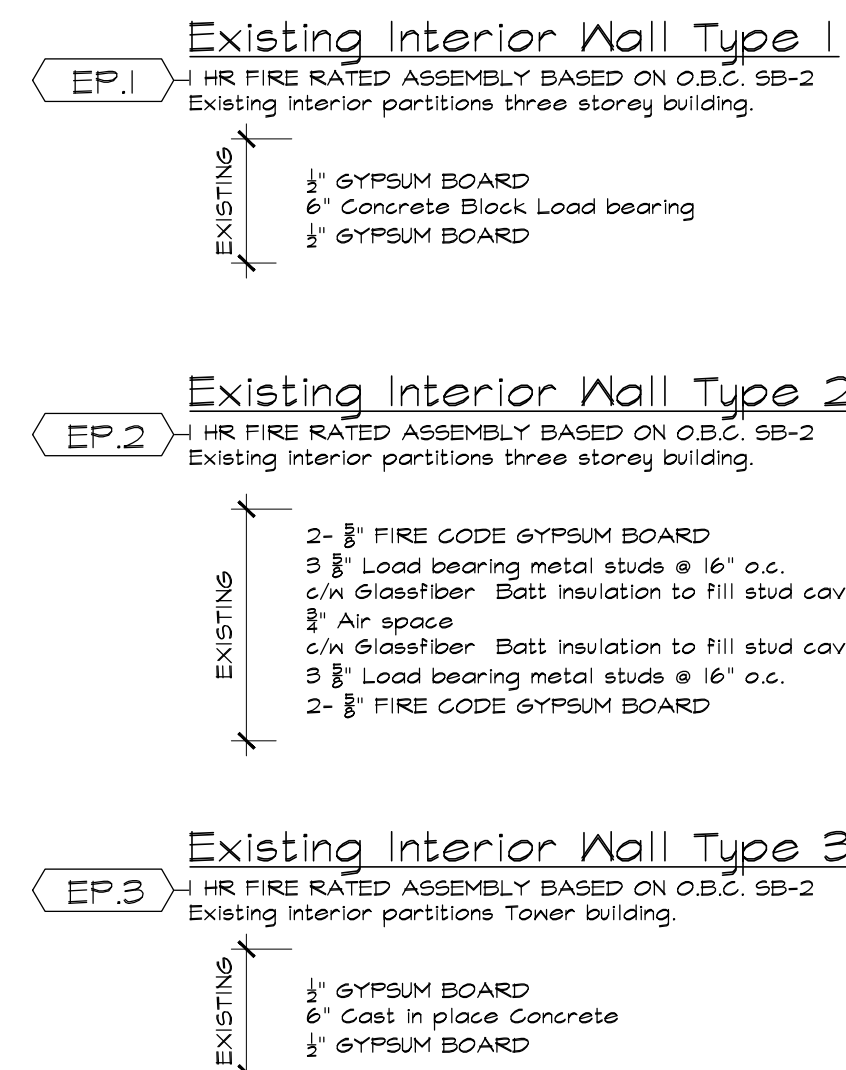 Existing Interior Wall Type 1
EP.1
1 HR FIRE RATED ASSEMBLY BASED ON O.B.C. SB-2
Existing interior partitions three storey building.
EXISTING
½" GYPSUM BOARD
6" Concrete Block Load bearing
½" GYPSUM BOARD
Existing Interior Wall Type 2
EP.2
1 HR FIRE RATED ASSEMBLY BASED ON O.B.C. SB-2
Existing interior partitions three storey building.
EXISTING
2- ⅝" FIRE CODE GYPSUM BOARD
3 ⅝" Load bearing metal studs @ 16" o.c.
c/w Glassfiber Batt insulation to fill stud cav
¾" Air space
c/w Glassfiber Batt insulation to fill stud cav
3 ⅝" Load bearing metal studs @ 16" o.c.
2- ⅝" FIRE CODE GYPSUM BOARD
Existing Interior Wall Type 3
EP.3
1 HR FIRE RATED ASSEMBLY BASED ON O.B.C. SB-2
Existing interior partitions Tower building.
EXISTING
½" GYPSUM BOARD
6" Cast in place Concrete
½" GYPSUM BOARD